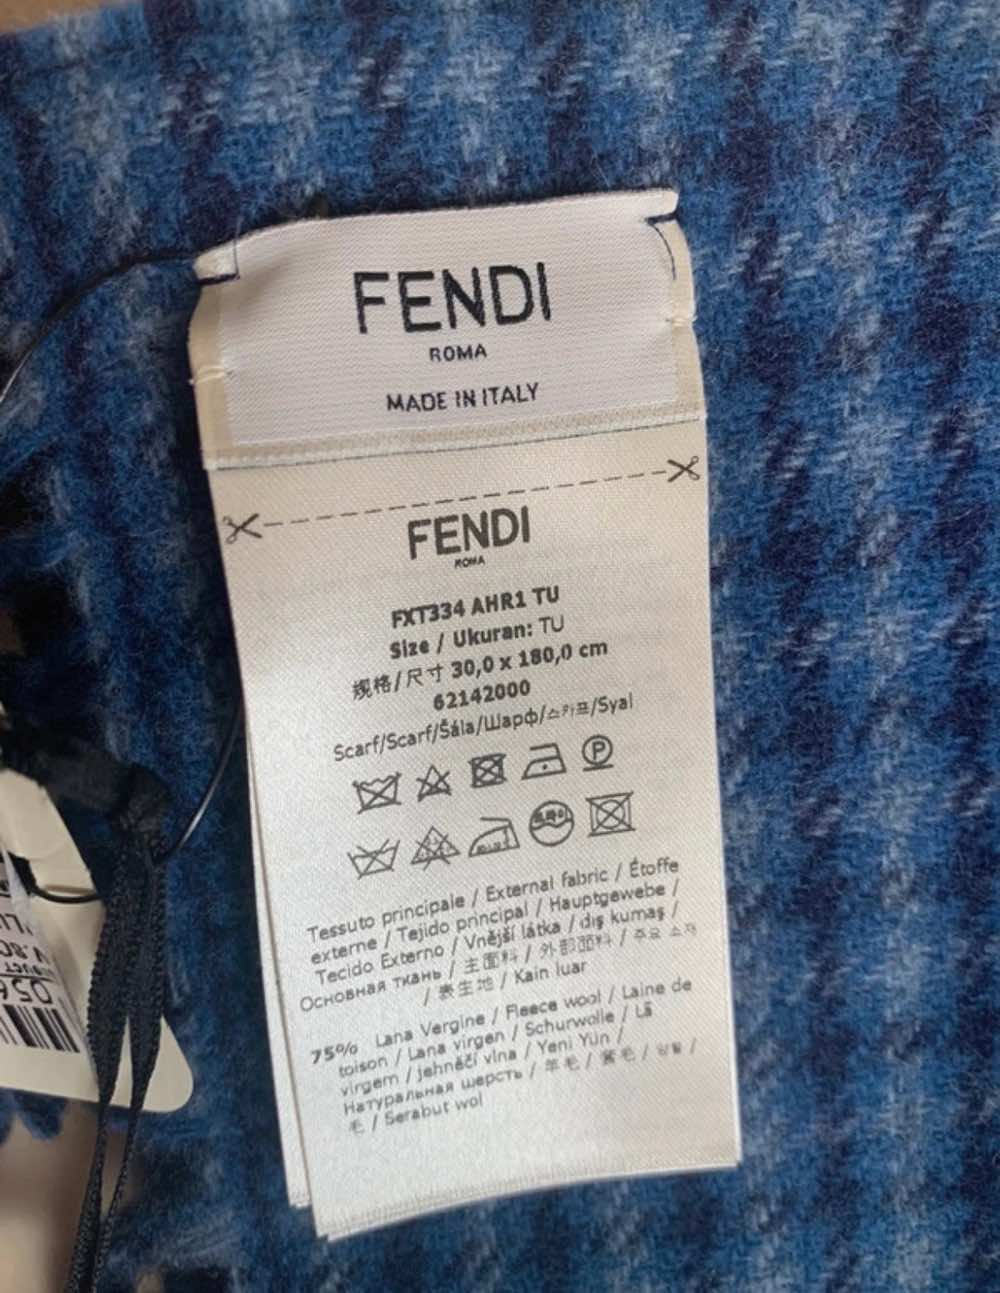 FENDI
ROMA
MADE IN ITALY
FENDI
ROMA
FXT334 AHR1 TU
Size / Ukuran: TU
规格/尺寸 30,0 x 180,0 cm
62142000
Scarf/Scarf/Šála/Шарф/스카프/Syal
P
Tessuto principale / External fabric / Étoffe
externe / Tejido principal / Hauptgewebe /
Tecido Externo / Vnější látka / dış kumaş /
Основная ткань / 主面料 / 外部面料 / 주요 소재
/ 表生地 / Kain luar
75% Lana Vergine / Fleece wool / Laine de
toison / Lana virgen / Schurwolle / Lã
virgem / jehněčí vlna / Yeni Yün /
Натуральная шерсть / 羊毛 / /
毛 / Serabut wol
056